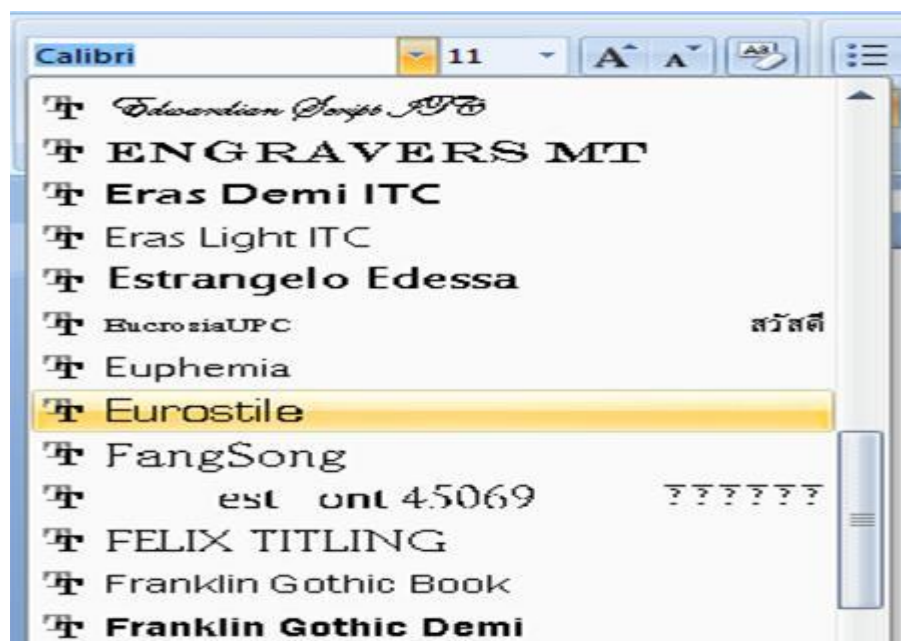 Calibri 11 A A Aa
Edwardian Script ITC
ENGRAVERS MT
Eras Demi ITC
Eras Light ITC
Estrangelo Edessa
EucrosiaUPC สวัสดี
Euphemia
Eurostile
FangSong
est ont 45069 ??????
FELIX TITLING
Franklin Gothic Book
Franklin Gothic Demi